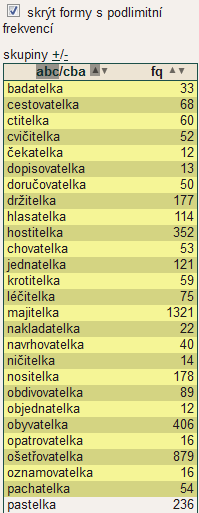 skrýt formy s podlimitní
frekvencí
skupiny +/-
abc/cba ▲▼ fq ▲▼
badatelka 33
cestovatelka 68
ctitelka 60
cvičitelka 52
čekatelka 12
dopisovatelka 13
doručovatelka 50
držitelka 177
hlasatelka 114
hostitelka 352
chovatelka 53
jednatelka 121
krotitelka 59
léčitelka 75
majitelka 1321
nakladatelka 22
navrhovatelka 40
ničitelka 14
nositelka 178
obdivovatelka 89
objednatelka 12
obyvatelka 406
opatrovatelka 16
ošetřovatelka 879
oznamovatelka 16
pachatelka 54
pastelka 236